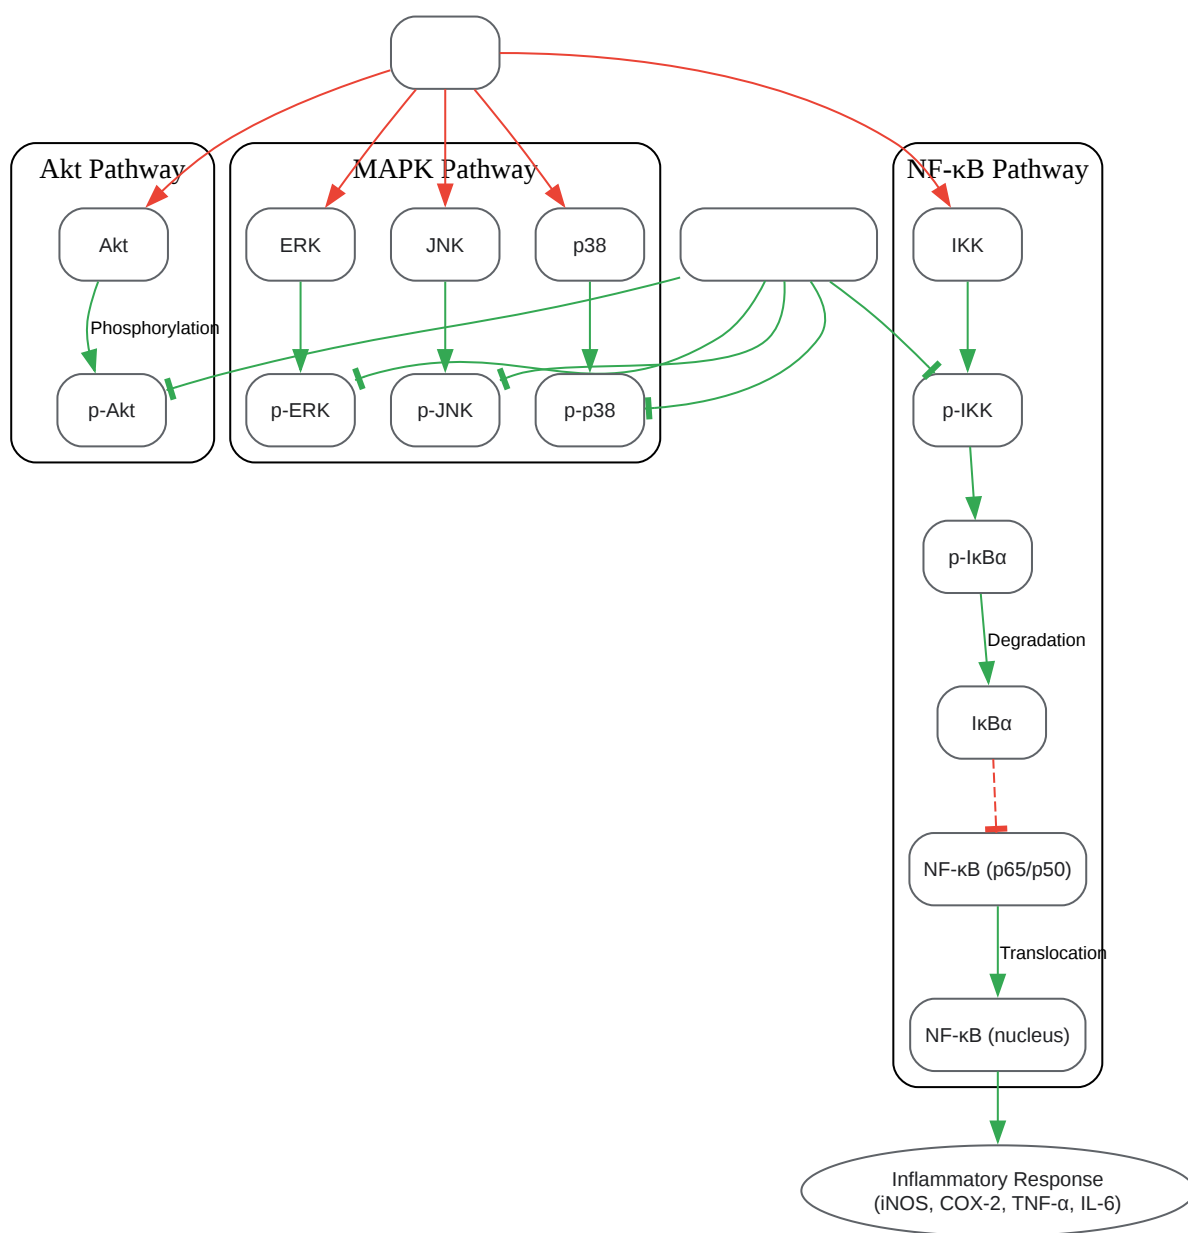 Akt Pathway
MAPK Pathway
NF-κB Pathway
Akt
ERK
JNK
p38
IKK
Phosphorylation
p-Akt
p-ERK
p-JNK
p-p38
p-IKK
p-IκBα
Degradation
IκBα
NF-κB (p65/p50)
Translocation
NF-κB (nucleus)
Inflammatory Response
(iNOS, COX-2, TNF-α, IL-6)